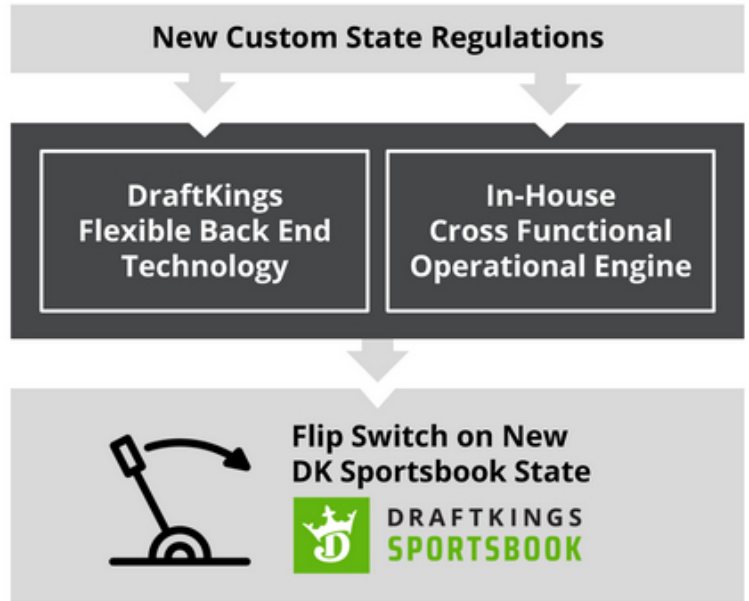 New Custom State Regulations
DraftKings
Flexible Back End
Technology
In-House
Cross Functional
Operational Engine
Flip Switch on New
DK Sportsbook State
DRAFTKINGS
SPORTSBOOK